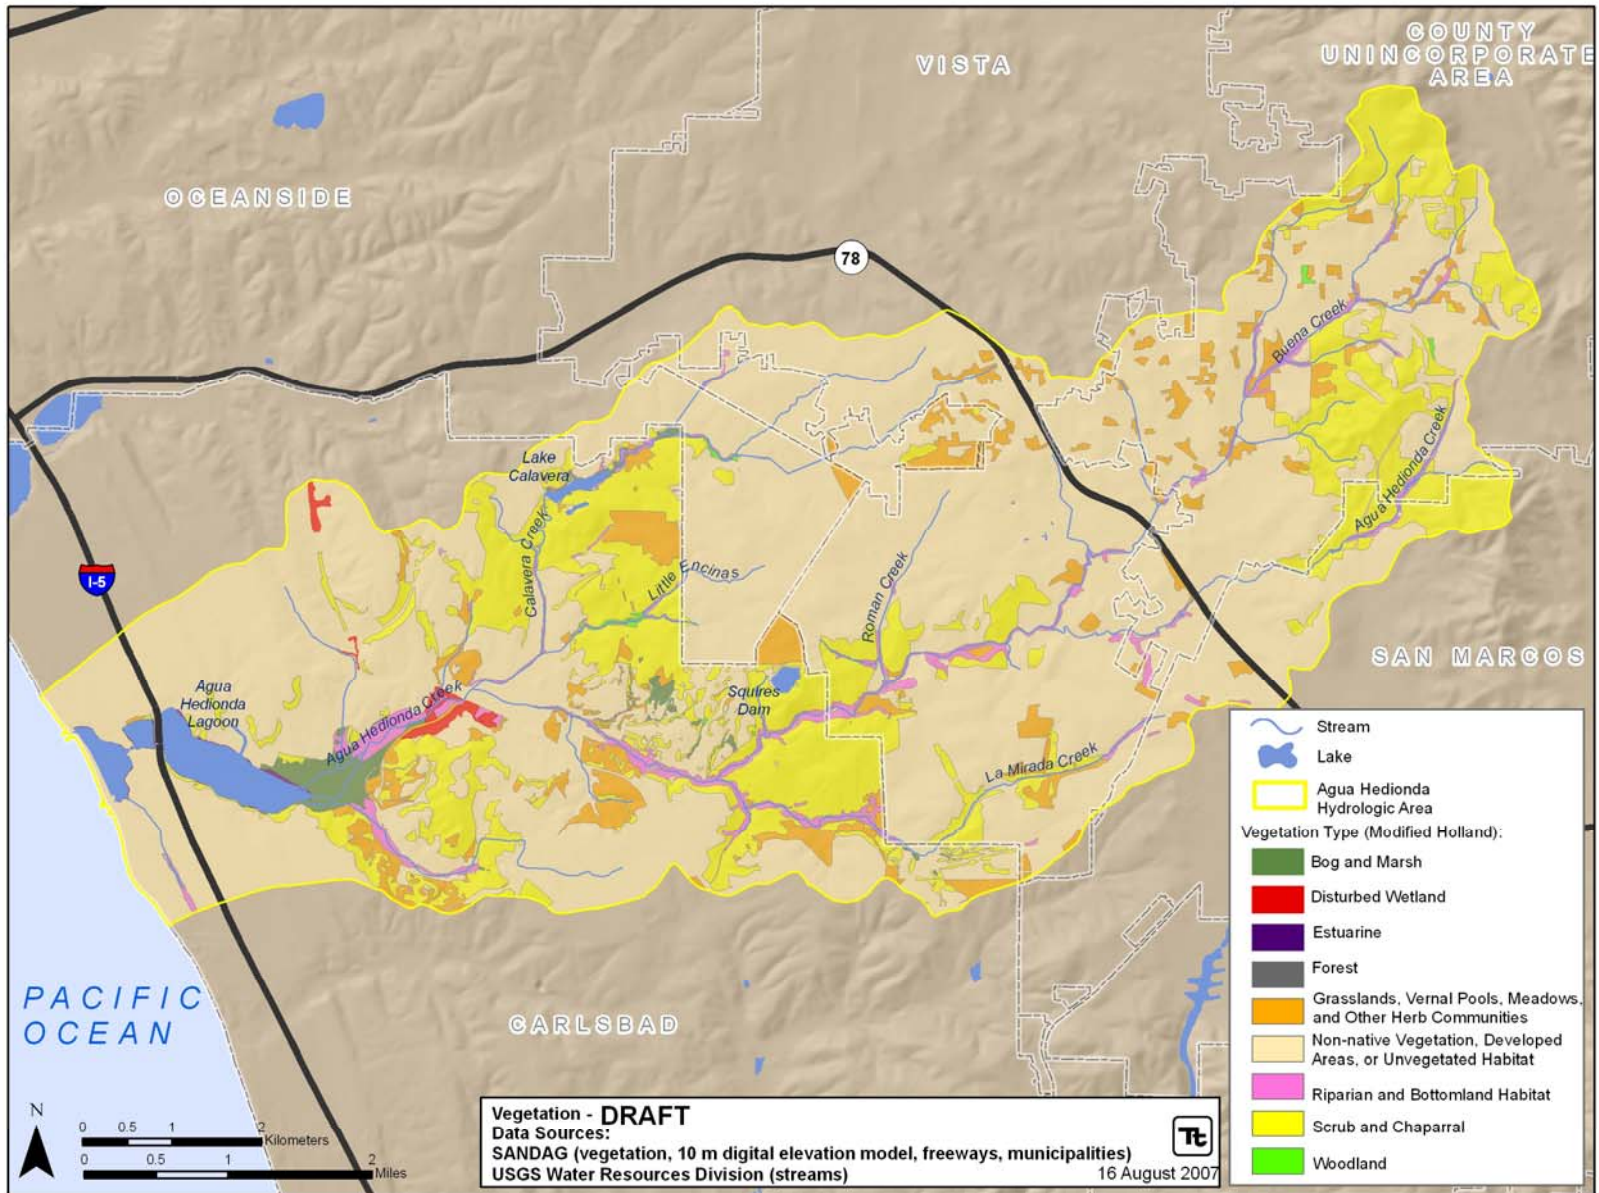 COUNTY
UNINCORPORATE
AREA
VISTA
OCEANSIDE
78
Buena Creek
Lake
Calavera
Agua Hedionda Creek
Calavera Creek
I-5
Little Encinas
Roman Creek
SAN MARCOS
Agua
Hedionda
Lagoon
Squires
Dam
Agua Hedionda Creek
La Mirada Creek
PACIFIC
OCEAN
CARLSBAD
Stream
Lake
Agua Hedionda
Hydrologic Area
Vegetation Type (Modified Holland):
Bog and Marsh
Disturbed Wetland
Estuarine
Forest
Grasslands, Vernal Pools, Meadows,
and Other Herb Communities
Non-native Vegetation, Developed
Areas, or Unvegetated Habitat
Riparian and Bottomland Habitat
Scrub and Chaparral
Woodland
N
0 0.5 1 2
Kilometers
0 0.5 1 2
Miles
Vegetation - DRAFT
Data Sources:
SANDAG (vegetation, 10 m digital elevation model, freeways, municipalities)
USGS Water Resources Division (streams)
16 August 2007
Tt